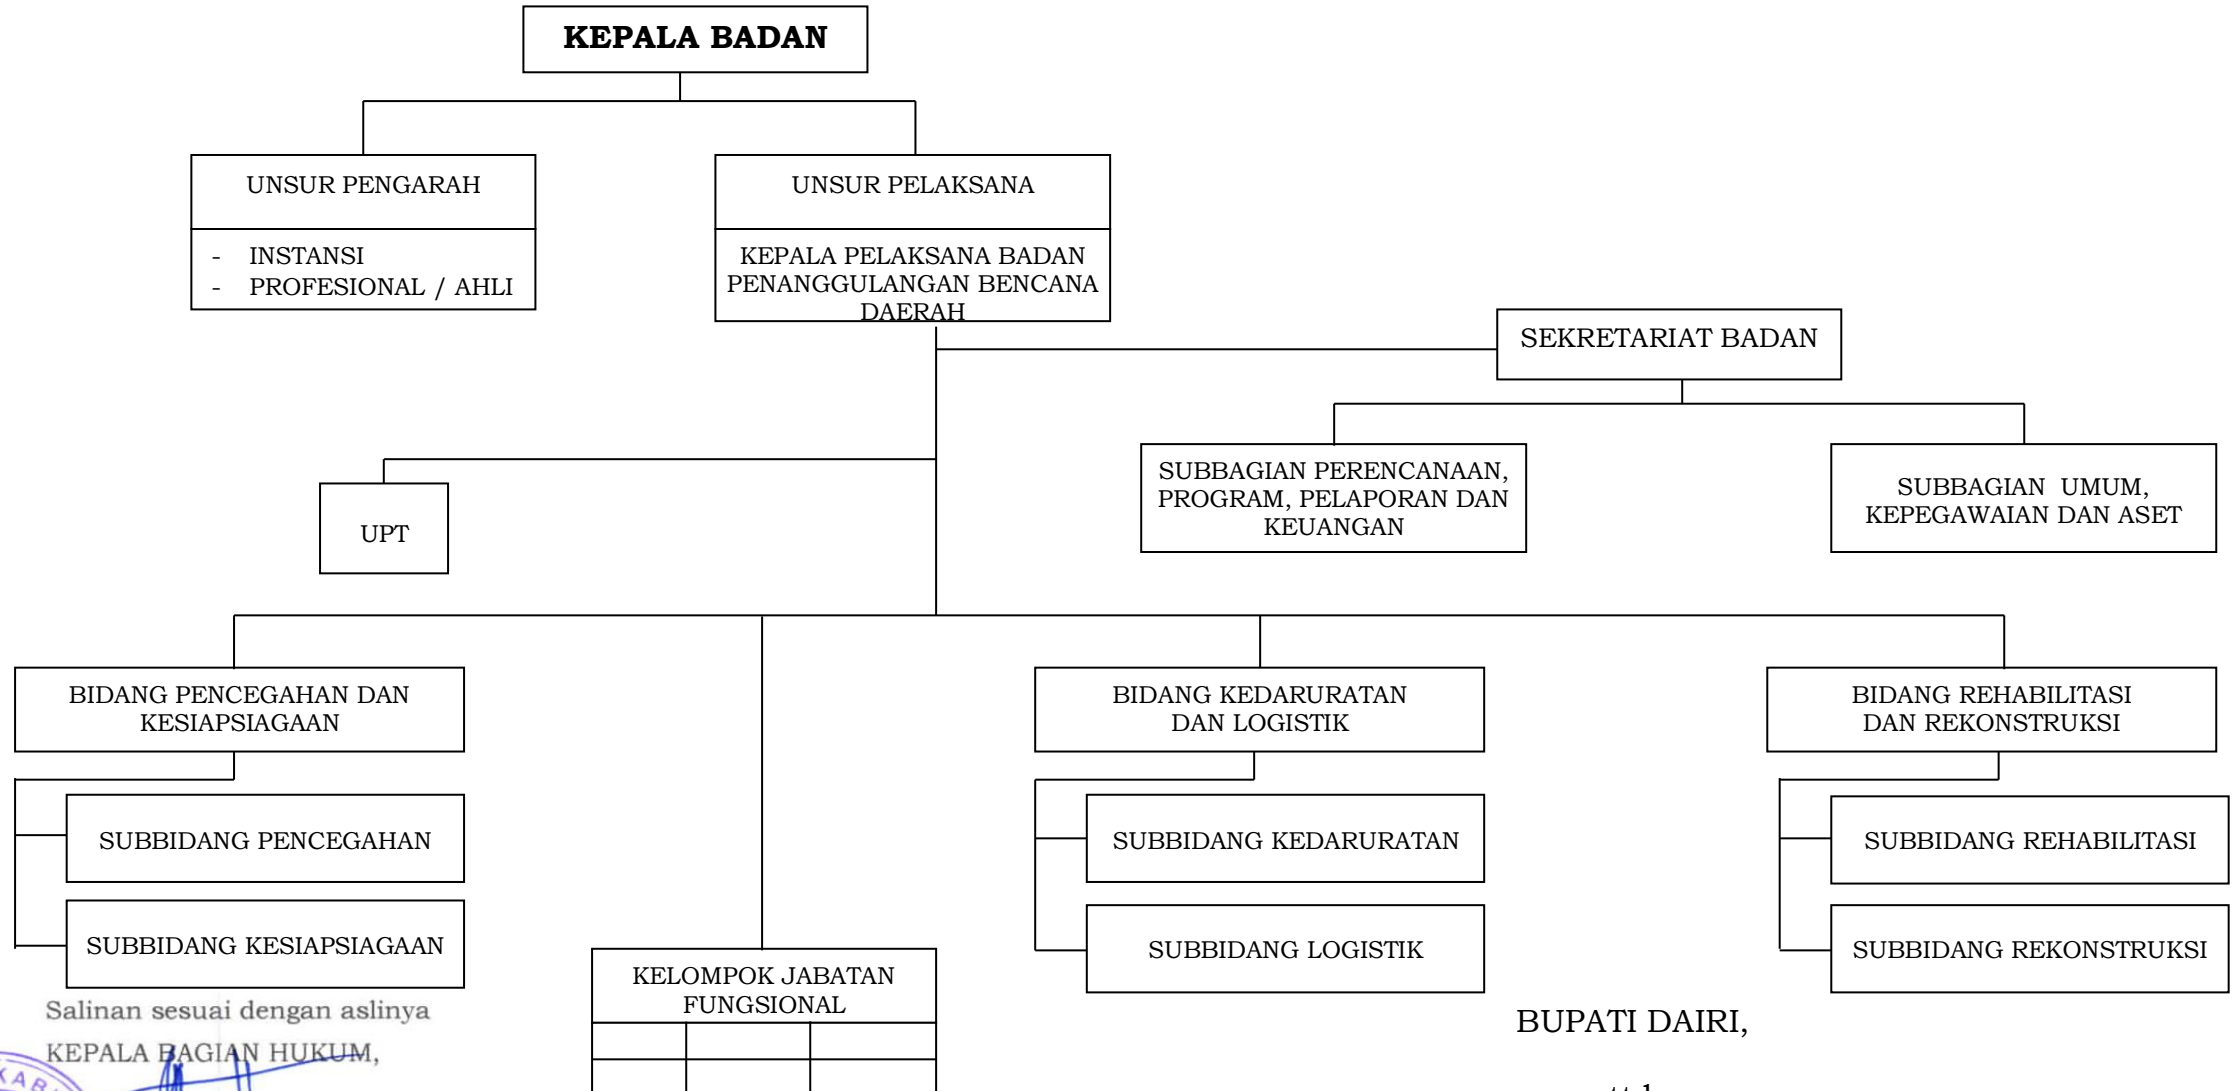 KEPALA BADAN
UNSUR PENGARAH
- INSTANSI
- PROFESIONAL / AHLI
UNSUR PELAKSANA
KEPALA PELAKSANA BADAN
PENANGGULANGAN BENCANA
DAERAH
SEKRETARIAT BADAN
SUBBAGIAN PERENCANAAN,
PROGRAM, PELAPORAN DAN
KEUANGAN
SUBBAGIAN UMUM,
KEPEGAWAIAN DAN ASET
UPT
BIDANG PENCEGAHAN DAN
KESIAPSIAGAAN
SUBBIDANG PENCEGAHAN
SUBBIDANG KESIAPSIAGAAN
KELOMPOK JABATAN
FUNGSIONAL
BIDANG KEDARURATAN
DAN LOGISTIK
SUBBIDANG KEDARURATAN
SUBBIDANG LOGISTIK
BIDANG REHABILITASI
DAN REKONSTRUKSI
SUBBIDANG REHABILITASI
SUBBIDANG REKONSTRUKSI
Salinan sesuai dengan aslinya
KEPALA BAGIAN HUKUM,
BUPATI DAIRI,